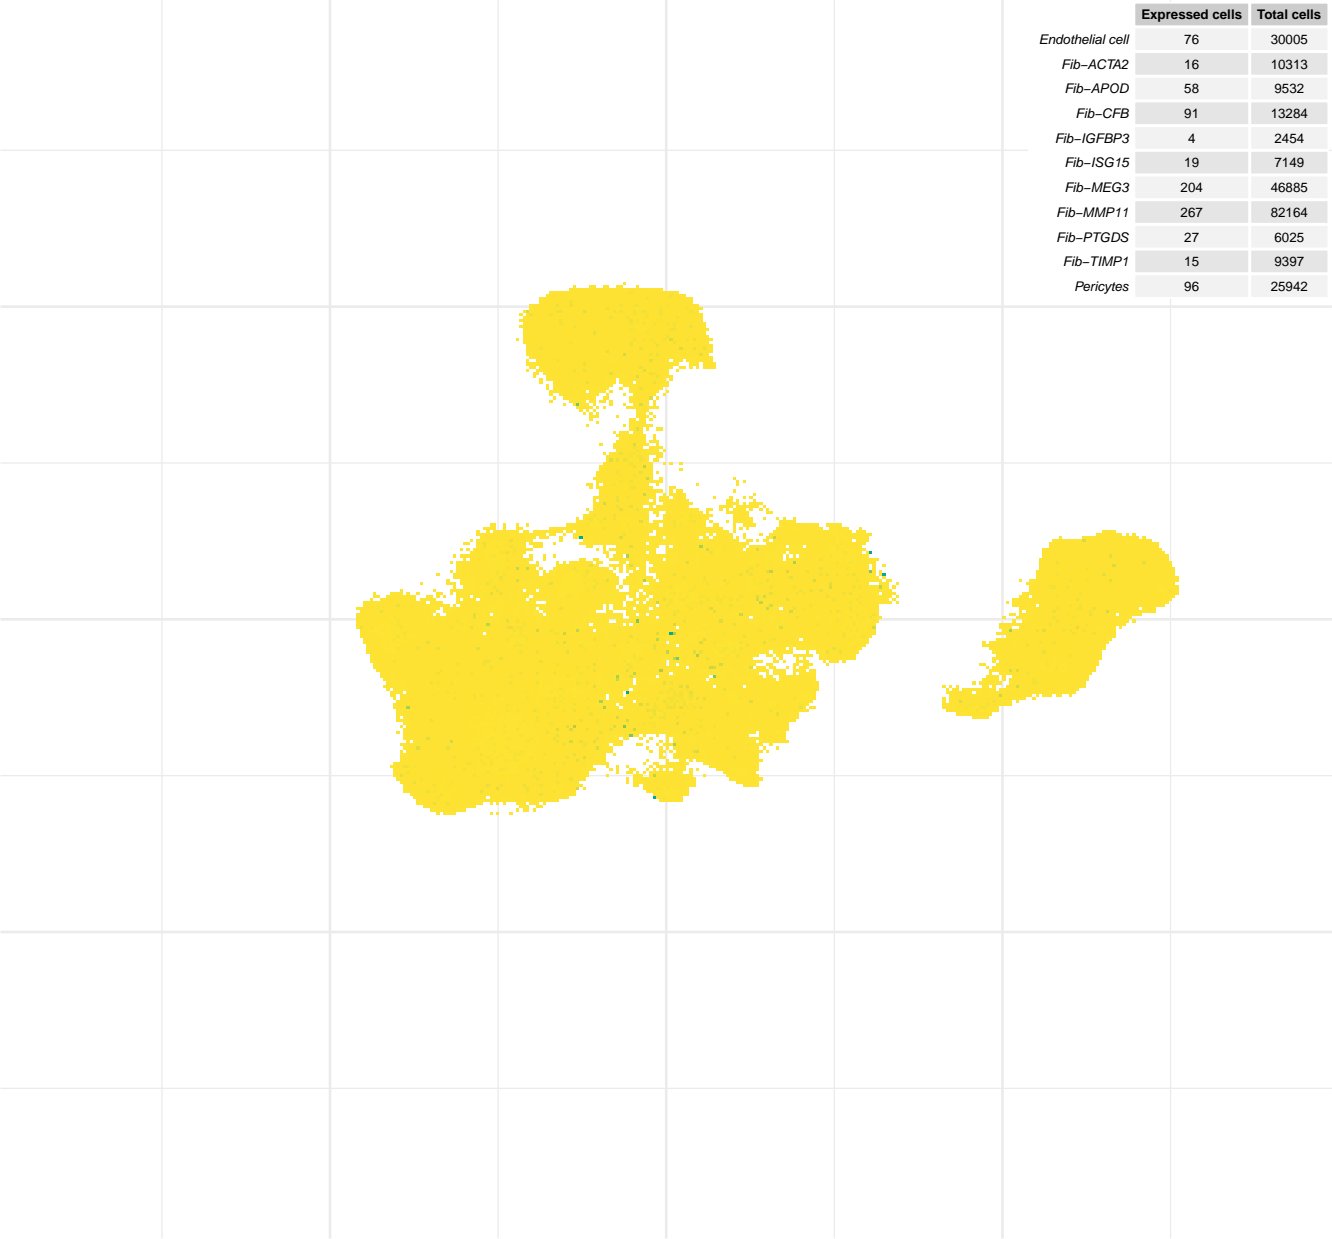 Expressed cells Total cells
Endothelial cell 76 30005
Fib−ACTA2 16 10313
Fib−APOD 58 9532
Fib−CFB 91 13284
Fib−IGFBP3 4 2454
Fib−ISG15 19 7149
Fib−MEG3 204 46885
Fib−MMP11 267 82164
Fib−PTGDS 27 6025
Fib−TIMP1 15 9397
Pericytes 96 25942